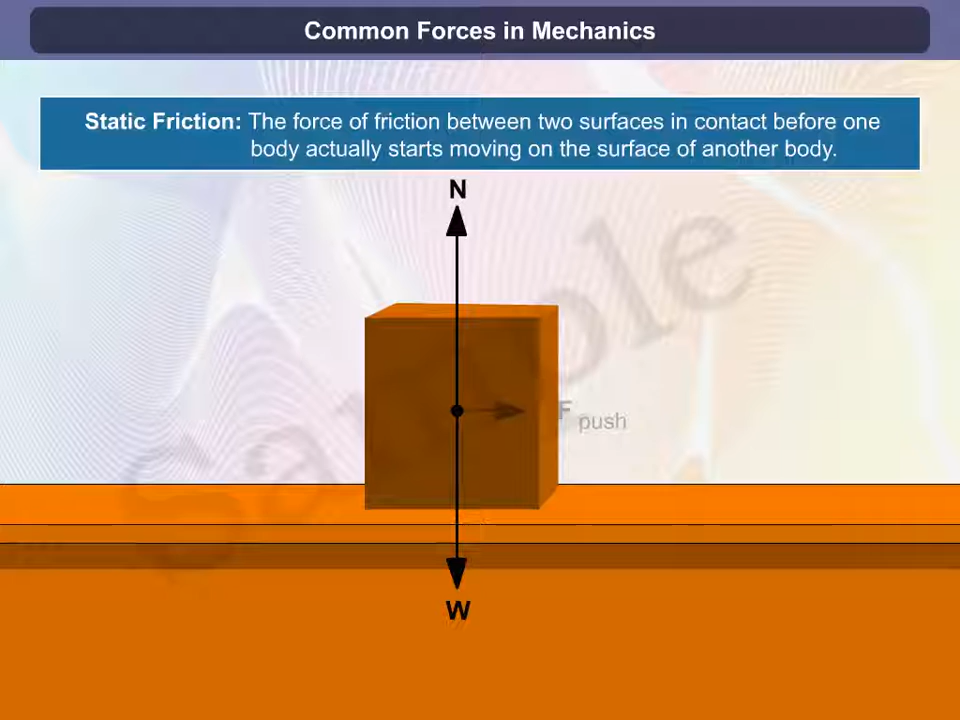 Common Forces in Mechanics
Static Friction: The force of friction between two surfaces in contact before one
body actually starts moving on the surface of another body.
N
F push
W
Sample